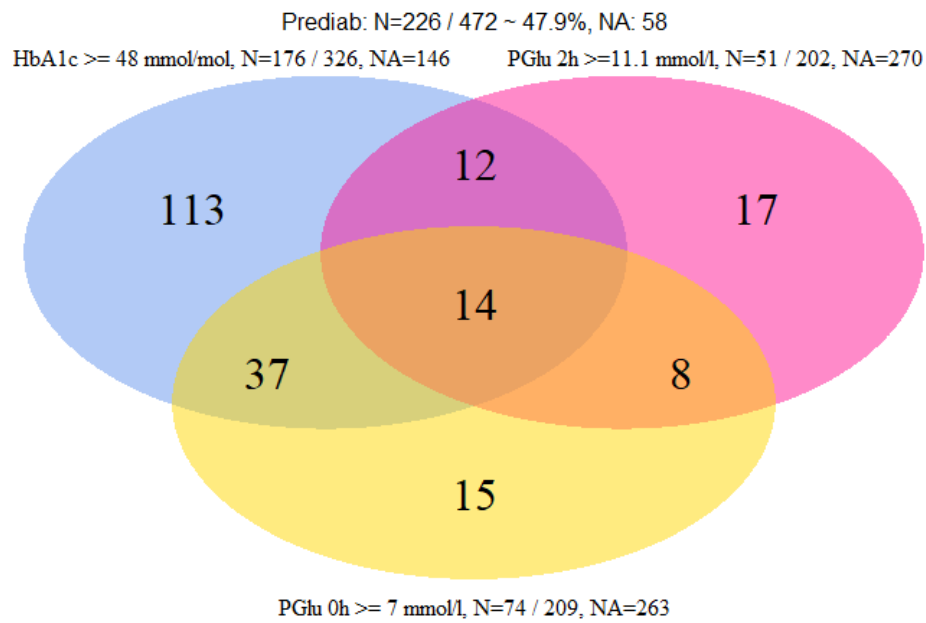 Prediab: N=226 / 472 ~ 47.9%, NA: 58
HbA1c >= 48 mmol/mol, N=176 / 326, NA=146
PGlu 2h >=11.1 mmol/l, N=51 / 202, NA=270
12
113
17
14
37
8
15
PGlu 0h >= 7 mmol/l, N=74 / 209, NA=263